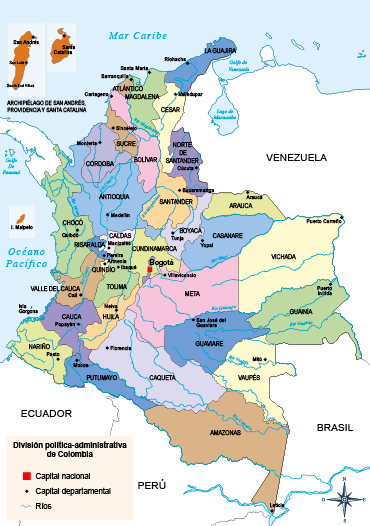 Mar Caribe
San Andrés
Santa
Catalina
San Luis
ARCHIPIÉLAGO DE SAN ANDRÉS,
PROVIDENCIA Y SANTA CATALINA
LA GUAJIRA
Riohacha
Golfo de
Venezuela
Santa Marta
Barranquilla
ATLÁNTICO
MAGDALENA
Valledupar
Cartagena
CESAR
Lago de
Maracaibo
Sincelejo
SUCRE
Golfo
De
Panamá
Montería
CÓRDOBA
BOLÍVAR
NORTE
DE
SANTANDER
Cúcuta
VENEZUELA
Bucaramanga
ANTIOQUIA
SANTANDER
Arauca
ARAUCA
I. Malpelo
Medellín
CHOCÓ
Quibdó
BOYACÁ
Tunja
Yopal
CASANARE
Puerto Carreño
CALDAS
Manizales
RISARALDA
Pereira
Armenia
CUNDINAMARCA
Bogotá
VICHADA
Océano
Pacífico
QUINDÍO
Ibagué
Villavicencio
VALLE DEL CAUCA
Cali
TOLIMA
META
Puerto
Inírida
Isla
Gorgona
CAUCA
Popayán
Neiva
HUILA
San José del
Guaviare
GUAINÍA
NARIÑO
Pasto
Florencia
GUAVIARE
Mitú
Mocoa
PUTUMAYO
CAQUETÁ
VAUPÉS
ECUADOR
AMAZONAS
BRASIL
PERÚ
Leticia
División política-administrativa
de Colombia
Capital nacional
Capital departamental
Ríos